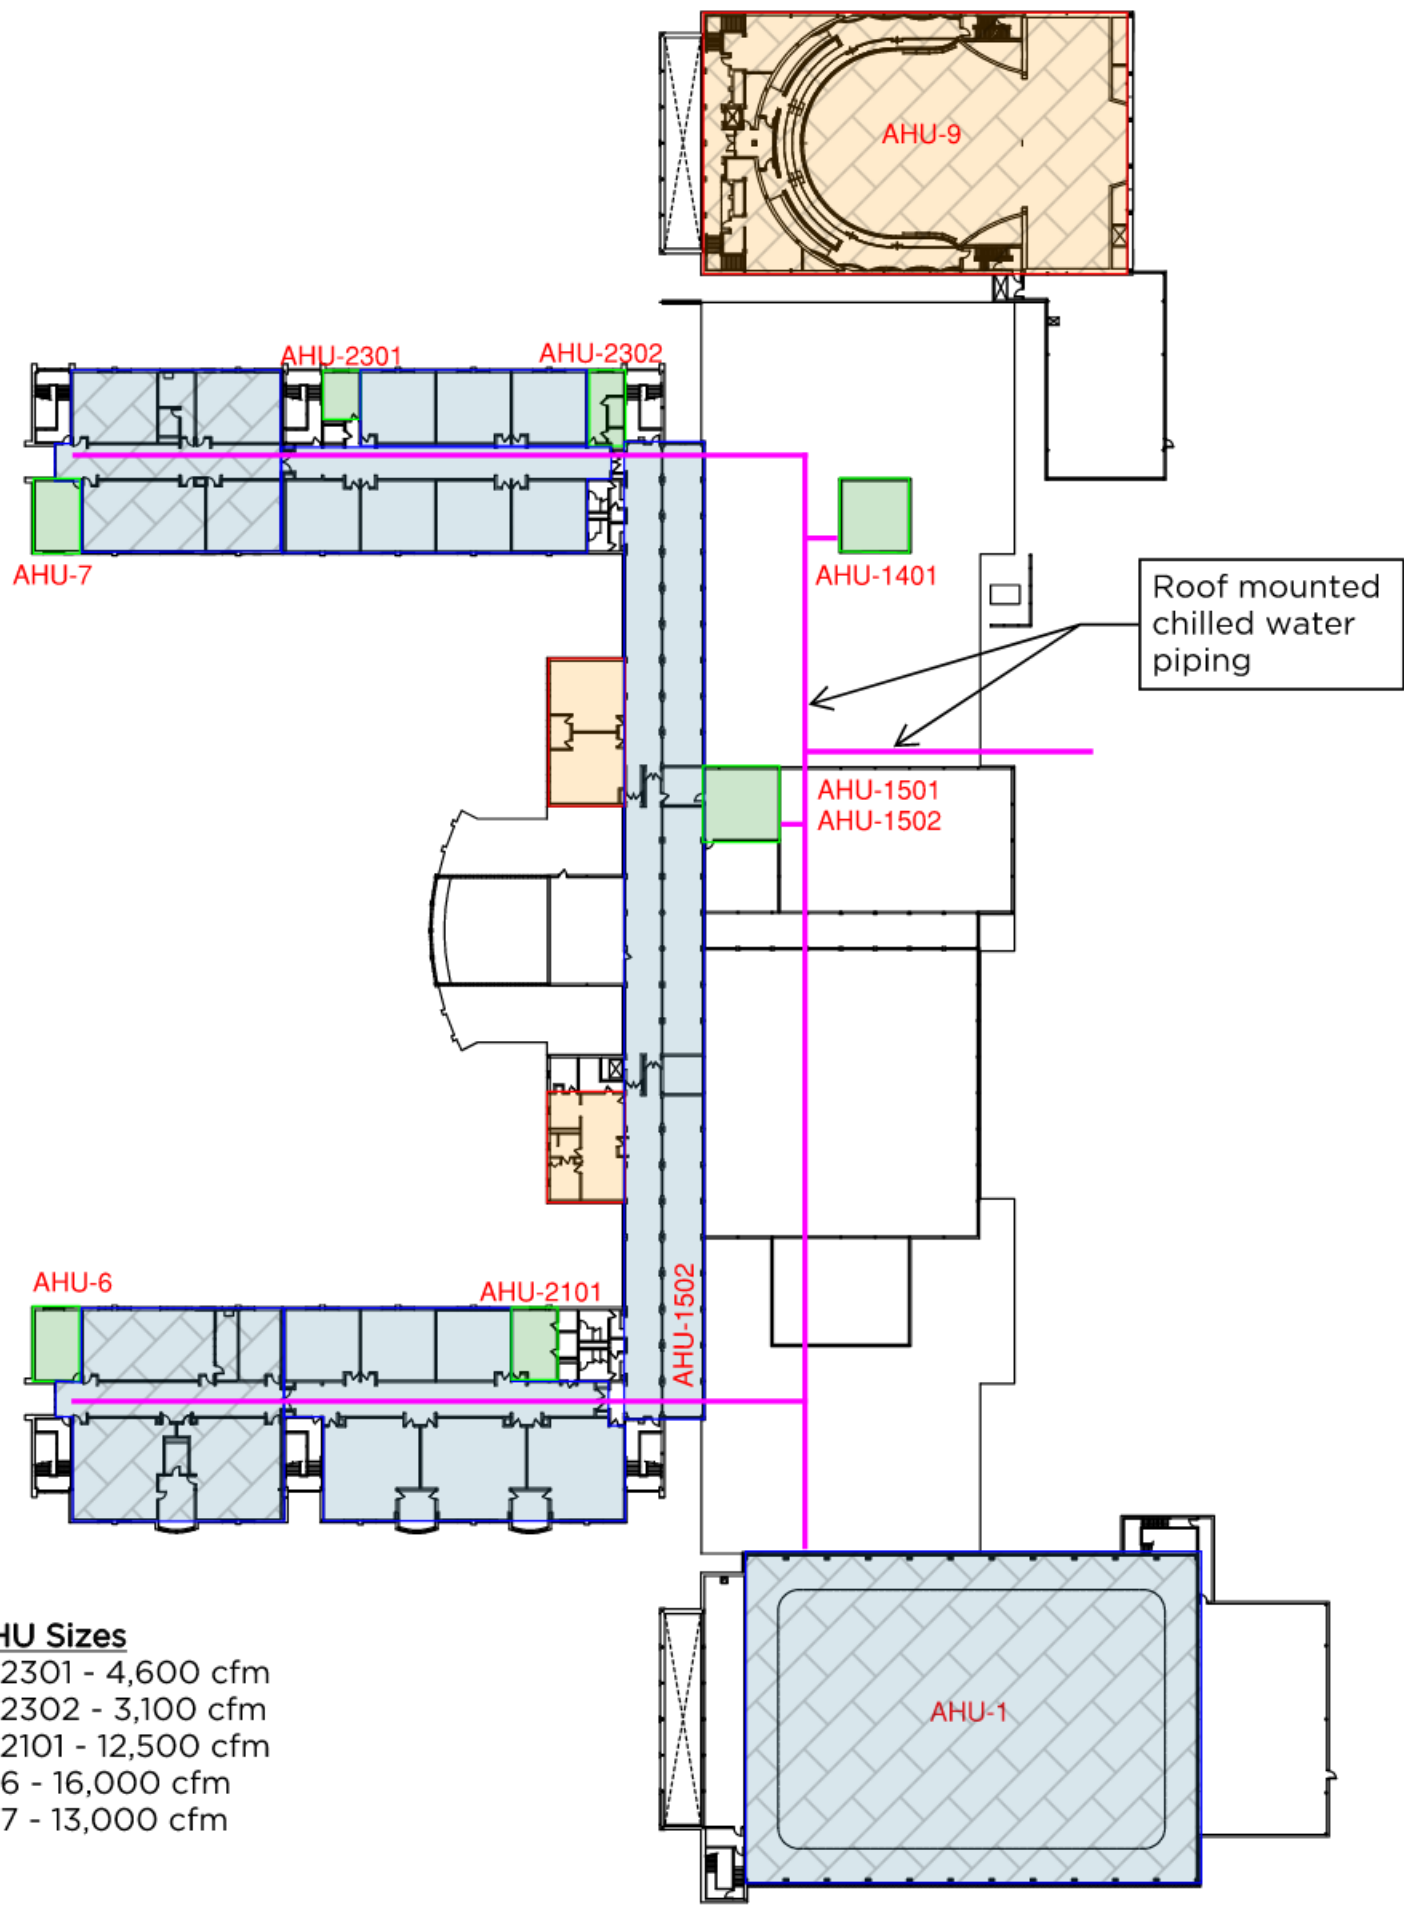 AHU-9
AHU-2301
AHU-2302
AHU-7
AHU-1401
Roof mounted
chilled water
piping
AHU-1501
AHU-1502
AHU-6
AHU-2101
AHU-1502
HU Sizes
2301 - 4,600 cfm
2302 - 3,100 cfm
2101 - 12,500 cfm
6 - 16,000 cfm
7 - 13,000 cfm
AHU-1